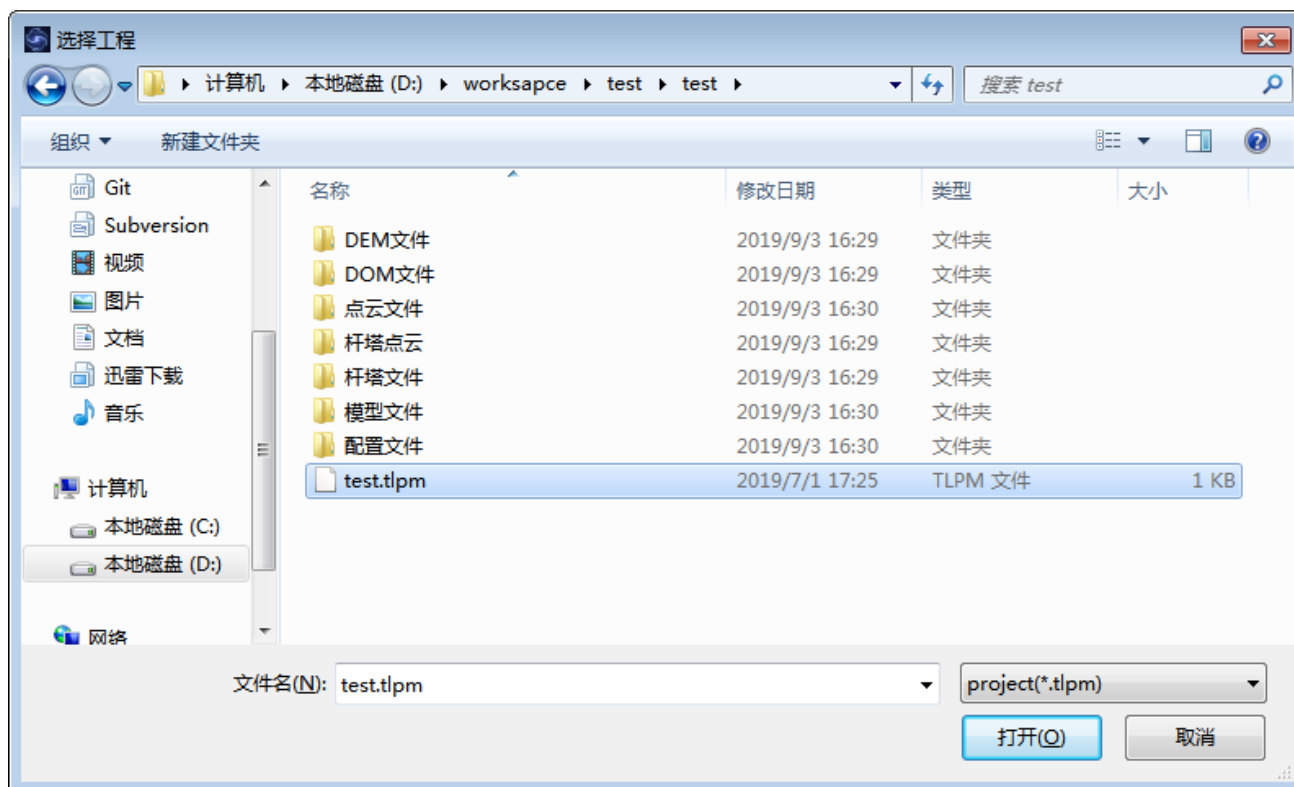 选择工程
计算机 本地磁盘 (D:) worksapce test test 搜索 test
组织 新建文件夹
名称 修改日期 类型 大小
Git
Subversion
视频
图片
文档
迅雷下载
音乐
计算机
本地磁盘 (C:)
本地磁盘 (D:)
网络
DEM文件 2019/9/3 16:29 文件夹
DOM文件 2019/9/3 16:29 文件夹
点云文件 2019/9/3 16:30 文件夹
杆塔点云 2019/9/3 16:29 文件夹
杆塔文件 2019/9/3 16:29 文件夹
模型文件 2019/9/3 16:30 文件夹
配置文件 2019/9/3 16:30 文件夹
test.tlpm 2019/7/1 17:25 TLPM 文件 1 KB
文件名(N): test.tlpm project(*.tlpm)
打开(O) 取消